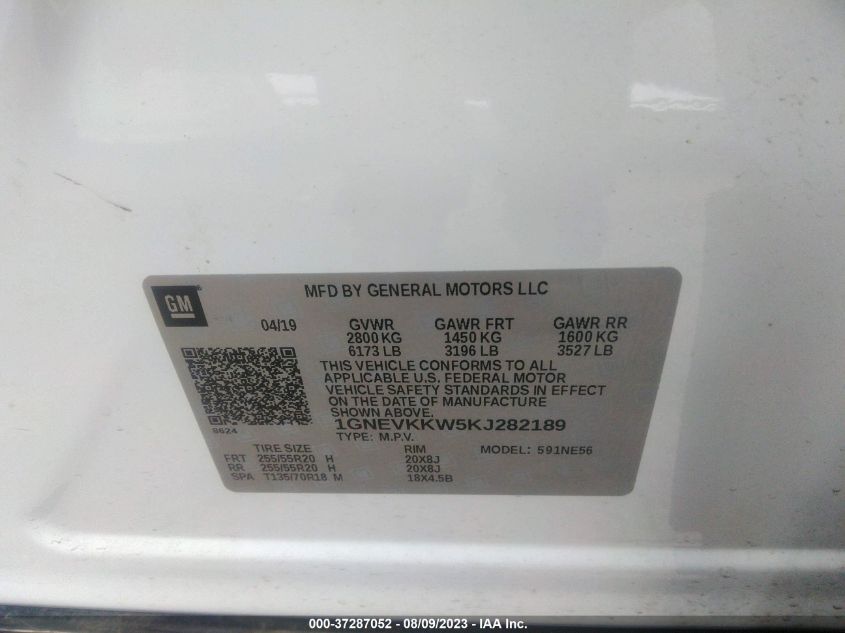 GM
MFD BY GENERAL MOTORS LLC
04/19 GVWR GAWR FRT GAWR RR
2800 KG 1450 KG 1600 KG
6173 LB 3196 LB 3527 LB
THIS VEHICLE CONFORMS TO ALL
APPLICABLE U.S. FEDERAL MOTOR
VEHICLE SAFETY STANDARDS IN EFFECT
ON THE DATE OF MANUFACTURE
SHOWN ABOVE.
8624
1GNEVKKW5KJ282189
TYPE: M.P.V.
TIRE SIZE RIM MODEL: 591NE56
FRT 255/55R20 H 20X8J
RR 255/55R20 H 20X8J
SPA T135/70R18 M 18X4.5B
000-37287052 - 08/09/2023 - IAA Inc.